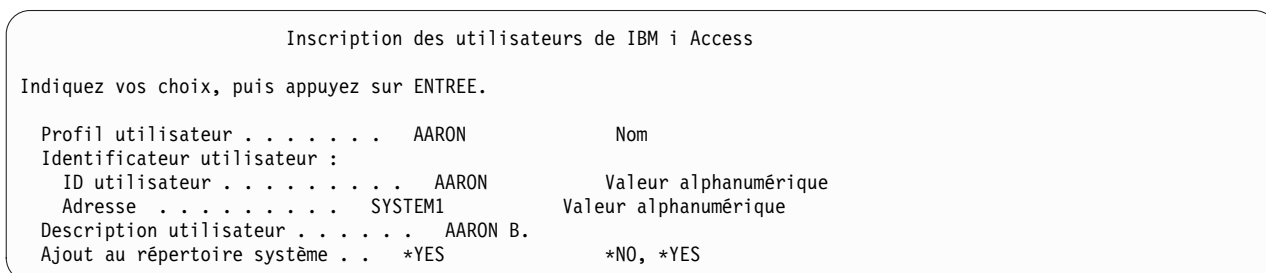 Inscription des utilisateurs de IBM i Access
Indiquez vos choix, puis appuyez sur ENTREE.
Profil utilisateur . . . . . . . AARON Nom
Identificateur utilisateur :
ID utilisateur . . . . . . . . . AARON Valeur alphanumérique
Adresse . . . . . . . . . SYSTEM1 Valeur alphanumérique
Description utilisateur . . . . . . AARON B.
Ajout au répertoire système . . *YES *NO, *YES